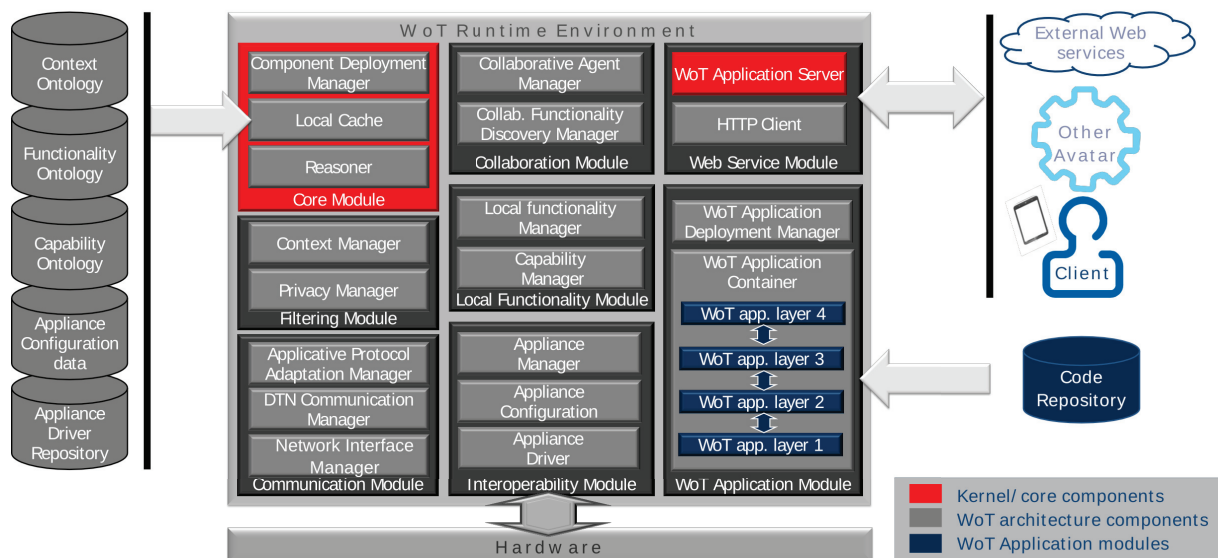 WoT Runtime Environment
Context
Ontology
Functionality
Ontology
Capability
Ontology
Appliance
Configuration
data
Appliance
Driver
Repository
Component Deployment
Manager
Local Cache
Reasoner
Core Module
Context Manager
Privacy Manager
Filtering Module
Applicative Protocol
Adaptation Manager
DTN Communication
Manager
Network Interface
Manager
Communication Module
Collaborative Agent
Manager
Collab. Functionality
Discovery Manager
Collaboration Module
Local functionality
Manager
Capability
Manager
Local Functionality Module
Appliance
Manager
Appliance
Configuration
Appliance
Driver
Interoperability Module
WoT Application Server
HTTP Client
Web Service Module
WoT Application
Deployment Manager
WoT Application
Container
WoT app. layer 4
WoT app. layer 3
WoT app. layer 2
WoT app. layer 1
WoT Application Module
External Web
services
Other
Avatar
Client
Code
Repository
Hardware
Kernel/ core components
WoT architecture components
WoT Application modules